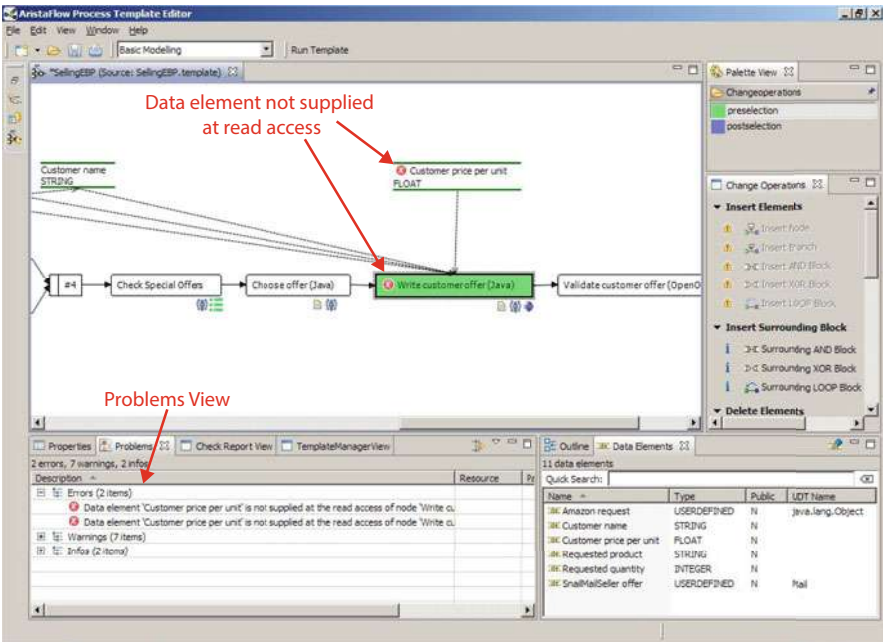 AristaFlow Process Template Editor
File Edit View Window Help
Basic Modeling Run Template
*SellingEBP (Source: SellingEBP.template)
Data element not supplied
at read access
Customer name
STRING
Customer price per unit
FLOAT
#4
Check Special Offers
Choose offer (Java)
Write customer offer (Java)
Validate customer offer (OpenO
Palette View
Changeoperations
preselection
postselection
Change Operations
Insert Elements
Insert Node
Insert Branch
Insert AND Block
Insert XOR Block
Insert LOOP Block
Insert Surrounding Block
Surrounding AND Block
Surrounding XOR Block
Surrounding LOOP Block
Delete Elements
Problems View
Properties Problems Check Report View TemplateManagerView
2 errors, 7 warnings, 2 infos
Description Resource
Errors (2 items)
Data element 'Customer price per unit' is not supplied at the read access of node 'Write cu
Data element 'Customer price per unit' is not supplied at the read access of node 'Write cu
Warnings (7 items)
Infos (2 items)
Outline Data Elements
11 data elements
Quick Search:
Name Type Public UDT Name
Amazon request USERDEFINED N java.lang.Object
Customer name STRING N
Customer price per unit FLOAT N
Requested product STRING N
Requested quantity INTEGER N
SnailMailSeller offer USERDEFINED N Mail